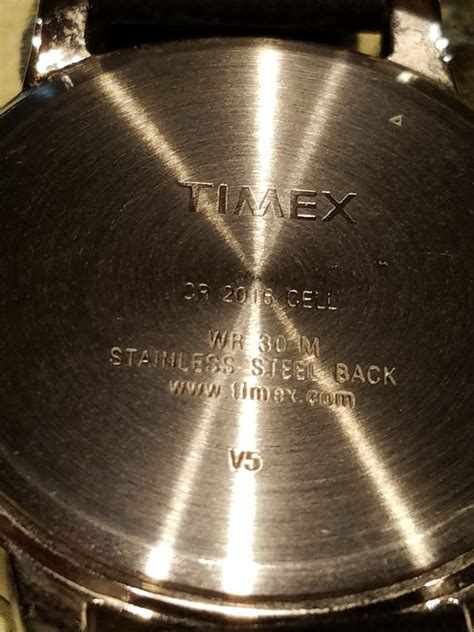 TIMEX
CR 2016 CELL
WR 30 M
STAINLESS STEEL BACK
www.timex.com
V5